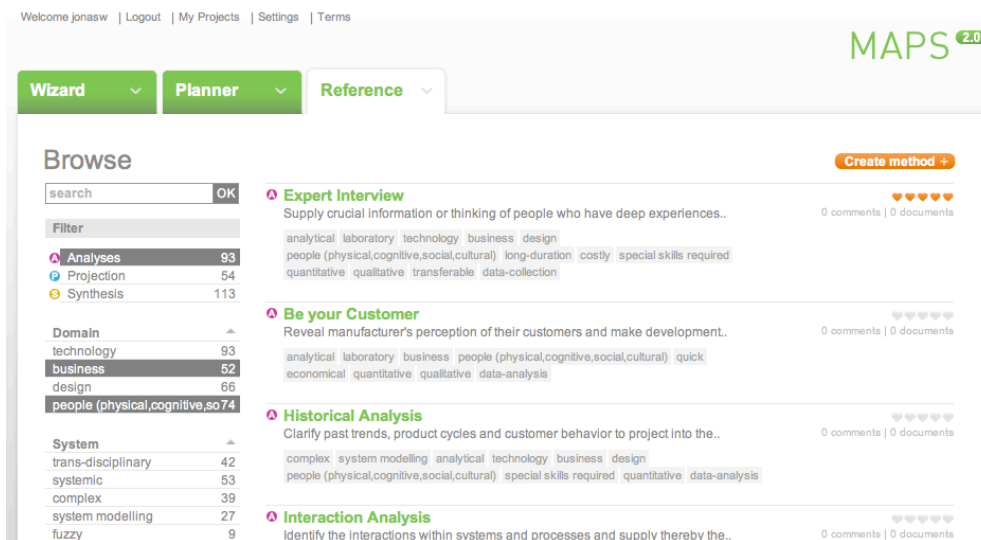 Welcome jonasw | Logout | My Projects | Settings | Terms
MAPS 2.0
Wizard
Planner
Reference
Browse
Create method +
search OK
Filter
A Analyses 93
P Projection 54
S Synthesis 113
Domain
technology 93
business 52
design 66
people (physical,cognitive,so 74
System
trans-disciplinary 42
systemic 53
complex 39
system modelling 27
fuzzy 9
A Expert Interview
Supply crucial information or thinking of people who have deep experiences..
0 comments | 0 documents
analytical laboratory technology business design
people (physical,cognitive,social,cultural) long-duration costly special skills required
quantitative qualitative transferable data-collection
A Be your Customer
Reveal manufacturer's perception of their customers and make development..
0 comments | 0 documents
analytical laboratory business people (physical,cognitive,social,cultural) quick
economical quantitative qualitative data-analysis
A Historical Analysis
Clarify past trends, product cycles and customer behavior to project into the..
0 comments | 0 documents
complex system modelling analytical technology business design
people (physical,cognitive,social,cultural) special skills required quantitative data-analysis
A Interaction Analysis
Identify the interactions within systems and processes and supply thereby the..
0 comments | 0 documents